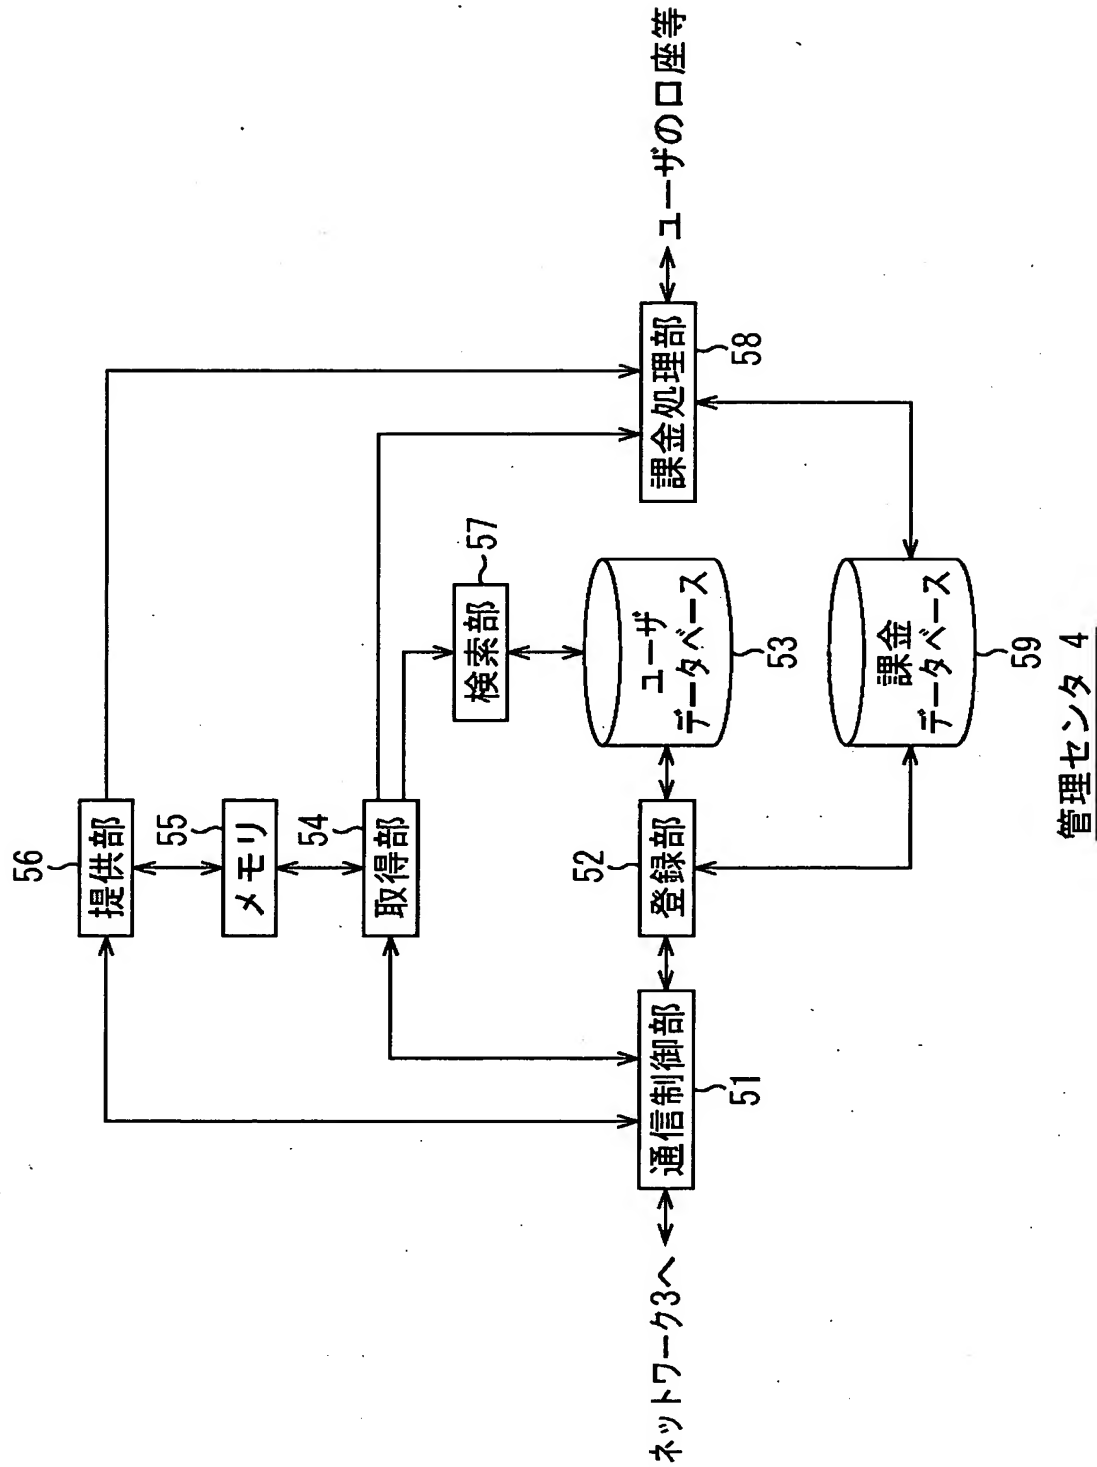 56
提供部
55
メモリ
54
取得部
57
検索部
ネットワーク3へ
通信制御部
51
52
登録部
ユーザ
データベース
53
課金処理部
58
ユーザの口座等
課金
データベース
59
管理センタ 4